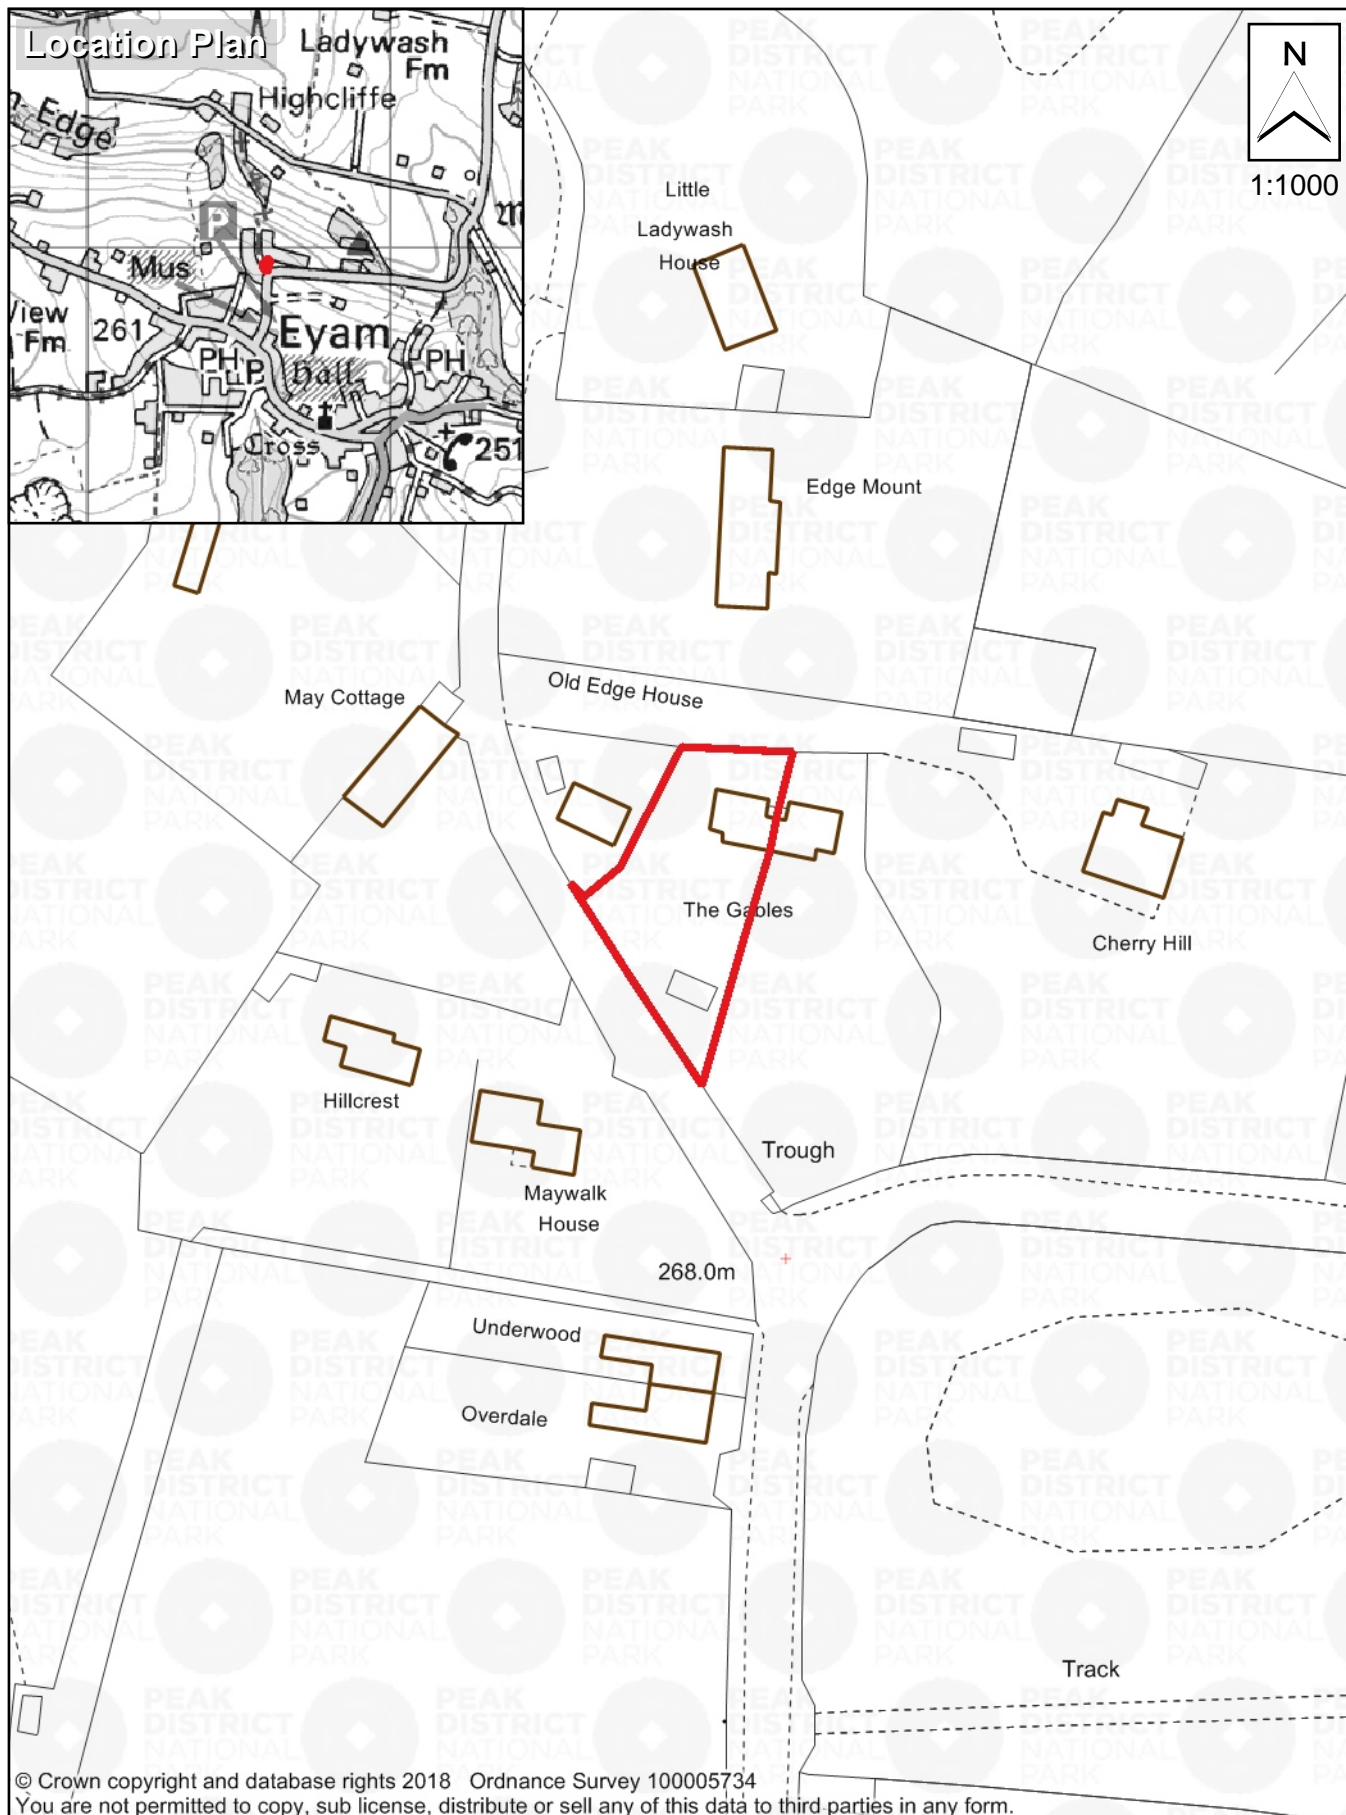 Location Plan
Ladywash
Fm
Highcliffe
Edge
P
Mus
View
Fm
261
Eyam
PH
P
Hall
PH
Cross
251
N
1:1000
Little
Ladywash
House
Edge Mount
Old Edge House
May Cottage
The Gables
Cherry Hill
Hillcrest
Maywalk
House
Trough
268.0m
Underwood
Overdale
Track
© Crown copyright and database rights 2018 Ordnance Survey 100005734
You are not permitted to copy, sub license, distribute or sell any of this data to third parties in any form.
PEAK
DISTRICT
NATIONAL
PARK